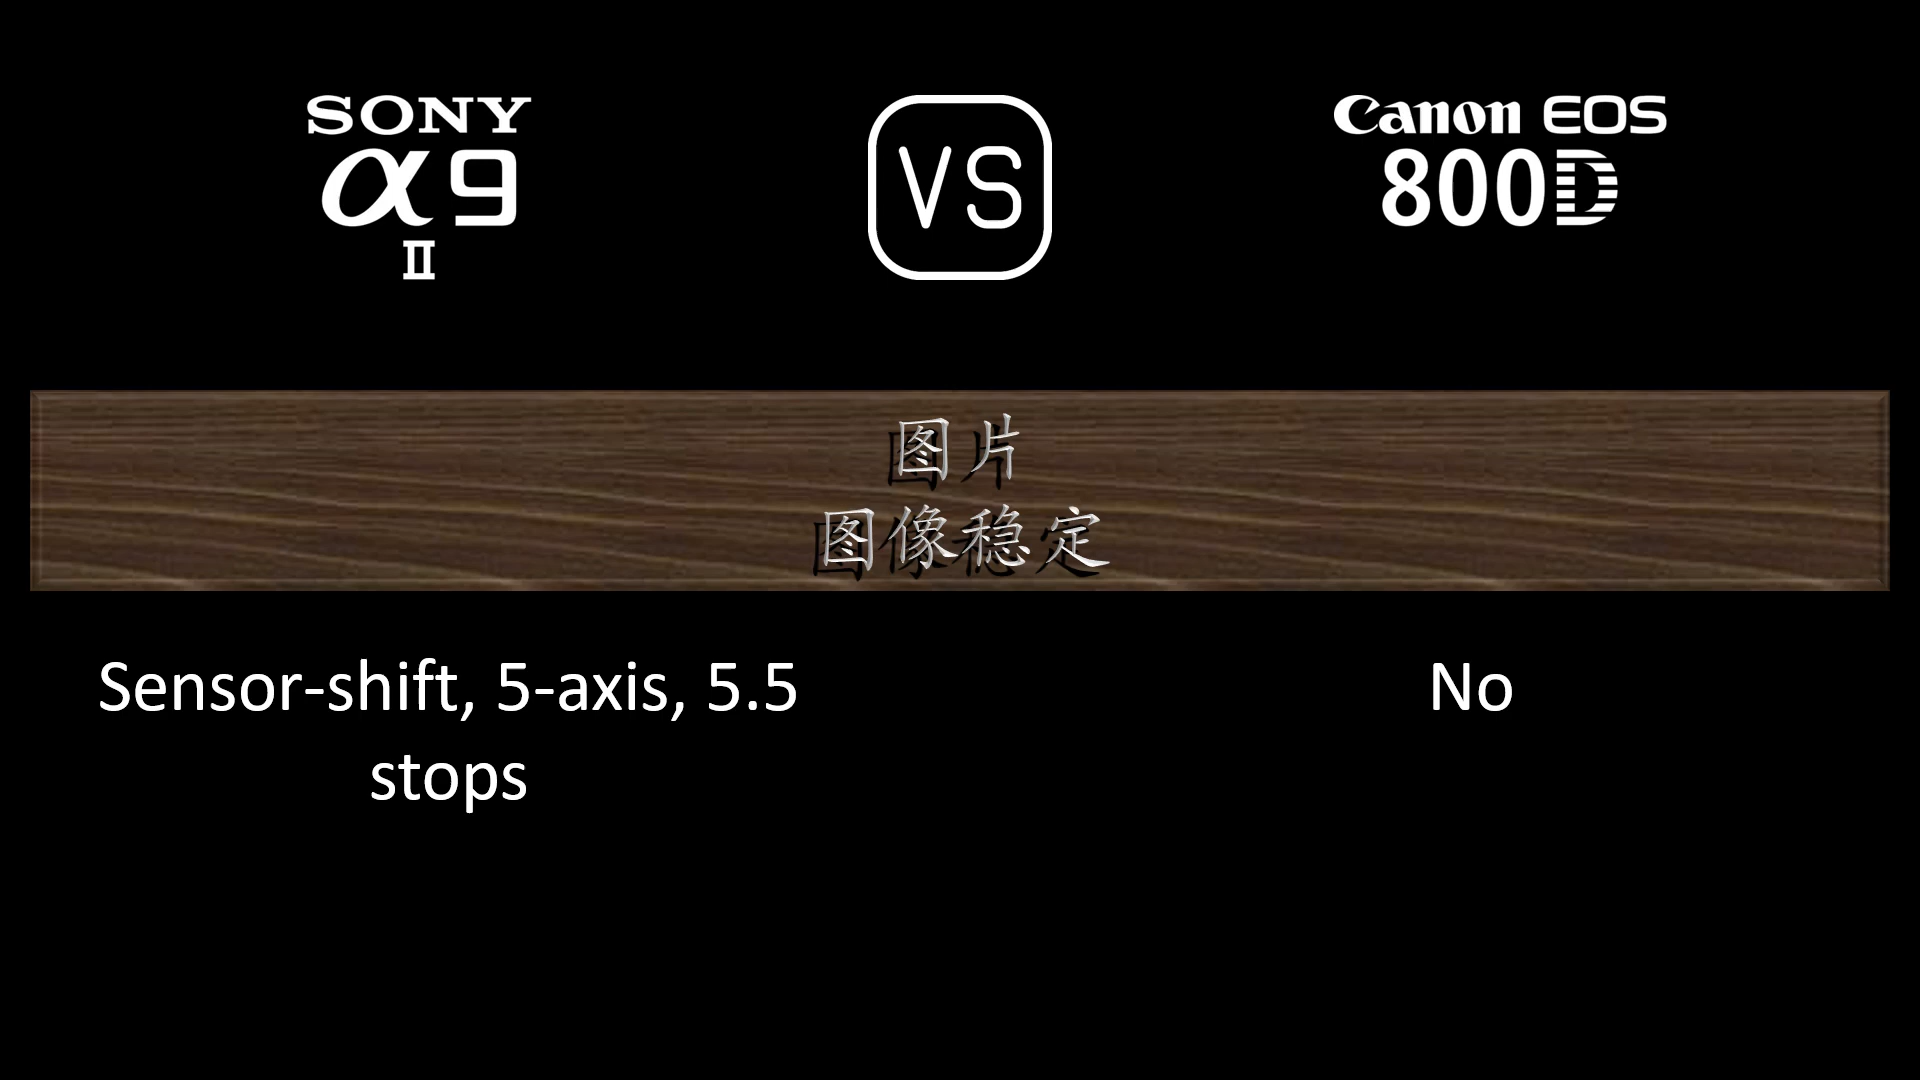 SONY
α9
II
VS
Canon EOS
800D
图片
图像稳定
Sensor-shift, 5-axis, 5.5
stops
No